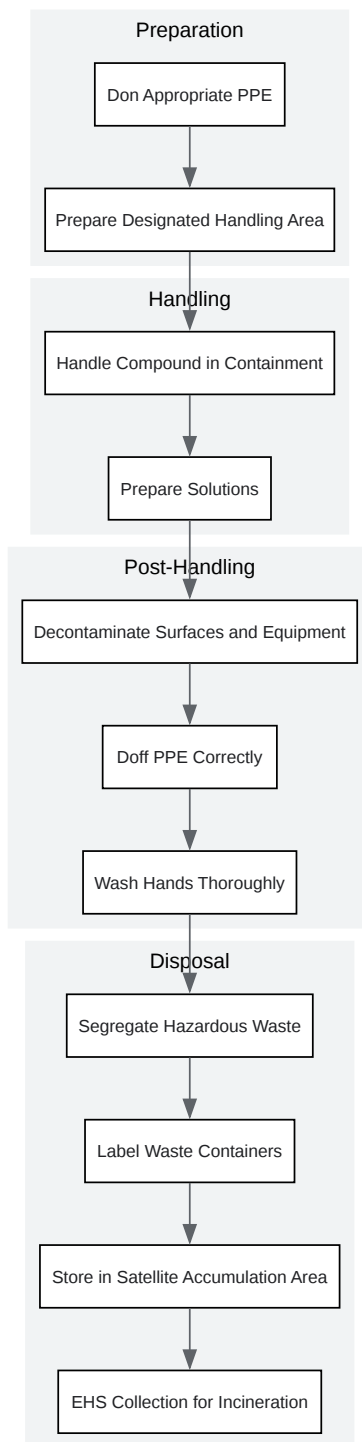 Preparation
Don Appropriate PPE
Prepare Designated Handling Area
Handling
Handle Compound in Containment
Prepare Solutions
Post-Handling
Decontaminate Surfaces and Equipment
Doff PPE Correctly
Wash Hands Thoroughly
Disposal
Segregate Hazardous Waste
Label Waste Containers
Store in Satellite Accumulation Area
EHS Collection for Incineration